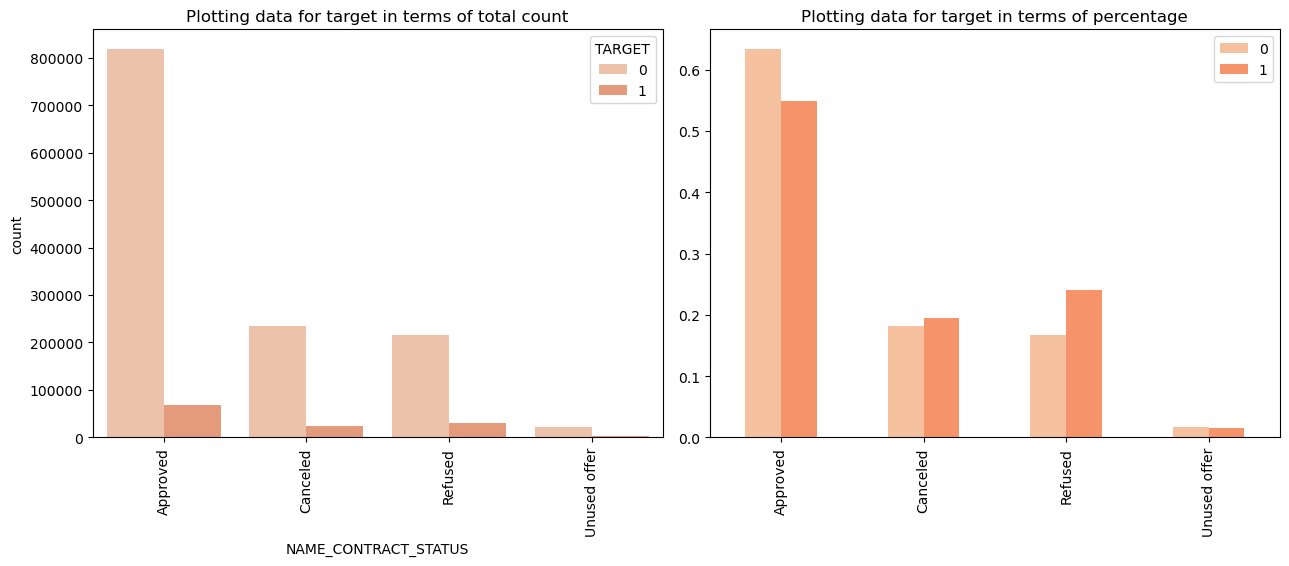 Plotting data for target in terms of total count
TARGET
0
1
800000
700000
600000
500000
400000
300000
200000
100000
0
count
Approved
Canceled
Refused
Unused offer
NAME_CONTRACT_STATUS
Plotting data for target in terms of percentage
0
1
0.6
0.5
0.4
0.3
0.2
0.1
0.0
Approved
Canceled
Refused
Unused offer